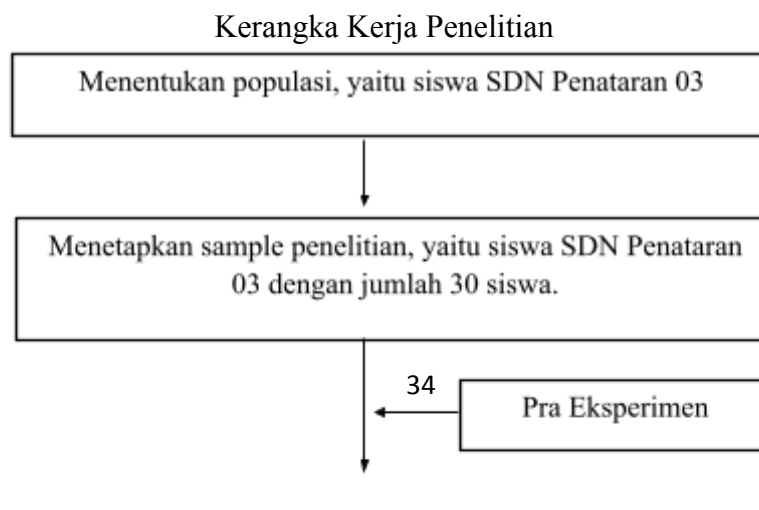 Kerangka Kerja Penelitian
Menentukan populasi, yaitu siswa SDN Penataran 03
Menetapkan sample penelitian, yaitu siswa SDN Penataran
03 dengan jumlah 30 siswa.
34
Pra Eksperimen